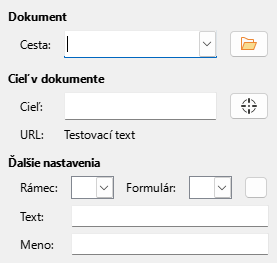 Dokument
Cesta:
Cieľ v dokumente
Cieľ:
URL: Testovací text
Ďalšie nastavenia
Rámec: Formulár:
Text:
Meno: